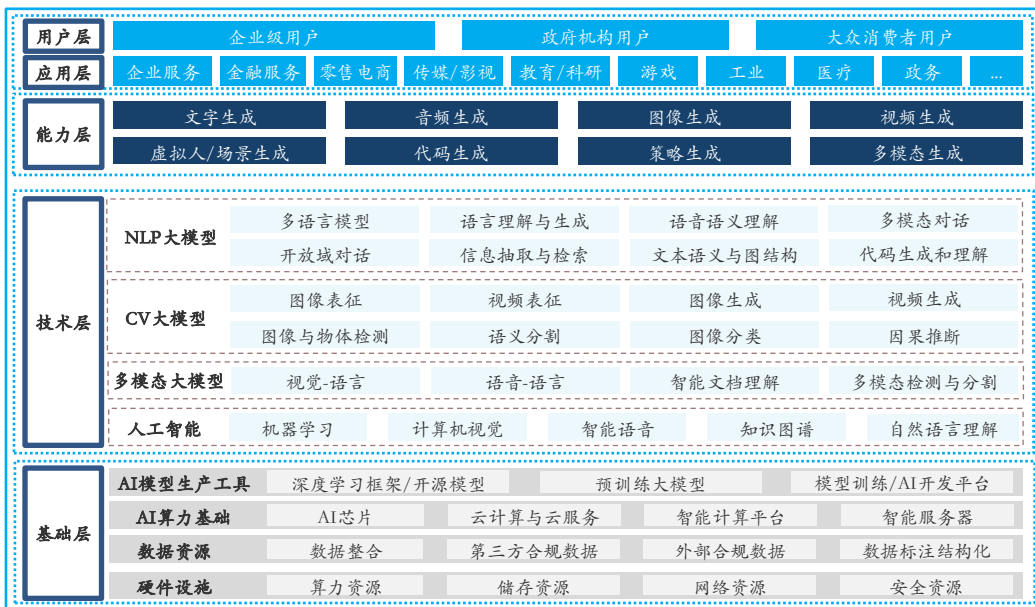 用户层 企业级用户 政府机构用户 大众消费者用户
应用层 企业服务 金融服务 零售电商 传媒/影视 教育/科研 游戏 工业 医疗 政务 ...
能力层
文字生成 音频生成 图像生成 视频生成
虚拟人/场景生成 代码生成 策略生成 多模态生成
技术层
NLP大模型
多语言模型 语言理解与生成 语音语义理解 多模态对话
开放域对话 信息抽取与检索 文本语义与图结构 代码生成和理解
CV大模型
图像表征 视频表征 图像生成 视频生成
图像与物体检测 语义分割 图像分类 因果推断
多模态大模型 视觉-语言 语音-语言 智能文档理解 多模态检测与分割
人工智能 机器学习 计算机视觉 智能语音 知识图谱 自然语言理解
基础层
AI模型生产工具 深度学习框架/开源模型 预训练大模型 模型训练/AI开发平台
AI算力基础 AI芯片 云计算与云服务 智能计算平台 智能服务器
数据资源 数据整合 第三方合规数据 外部合规数据 数据标注结构化
硬件设施 算力资源 储存资源 网络资源 安全资源